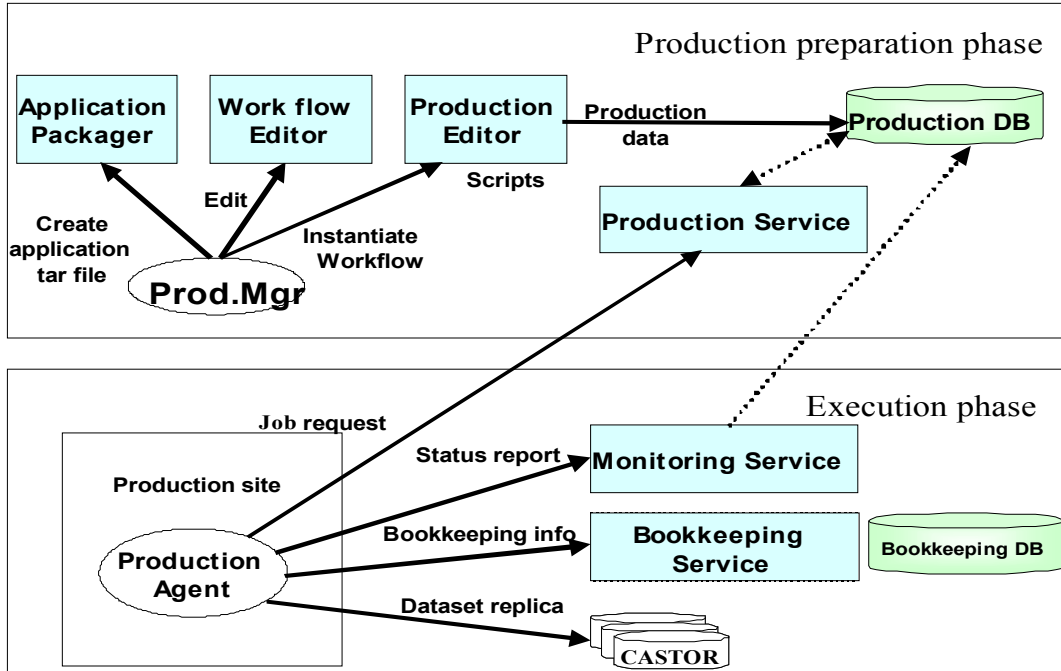 Production preparation phase
Application
Packager
Work flow
Editor
Production
Editor
Production
data
Production DB
Scripts
Edit
Create
application
tar file
Instantiate
Workflow
Production Service
Prod.Mgr
Execution phase
Job request
Status report
Monitoring Service
Production site
Bookkeeping info
Bookkeeping
Service
Bookkeeping DB
Production
Agent
Dataset replica
CASTOR